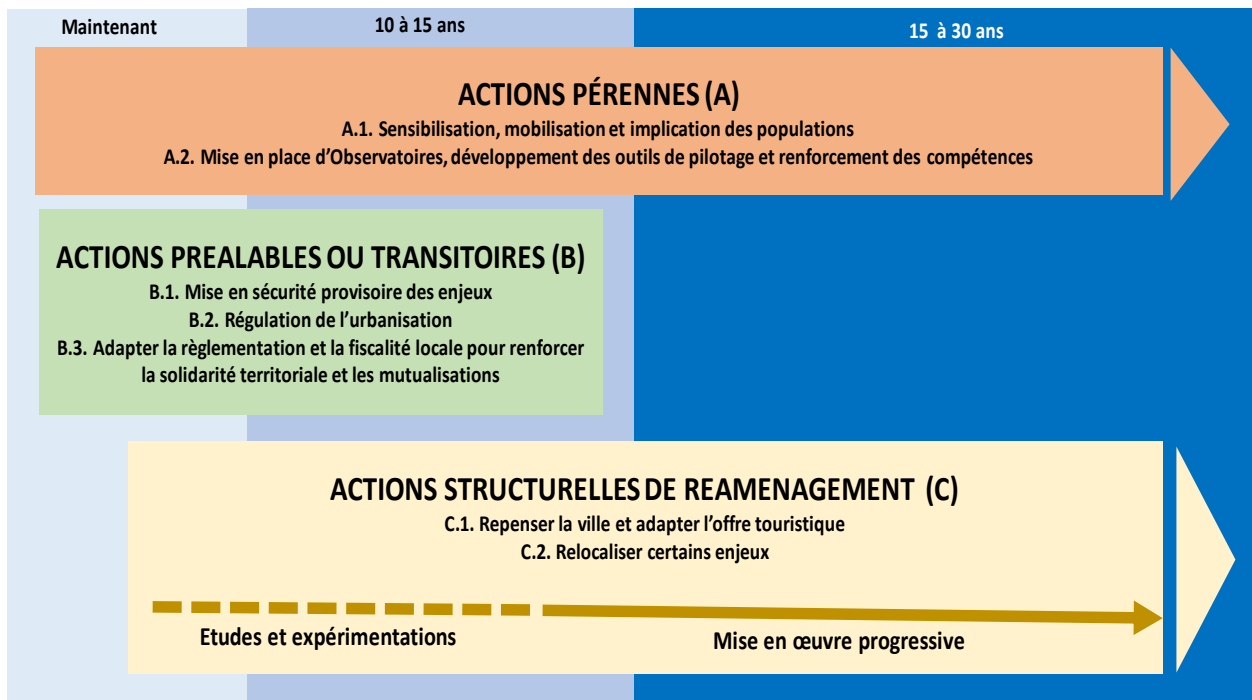 Maintenant
10 à 15 ans
15 à 30 ans
ACTIONS PÉRENNES (A)
A.1. Sensibilisation, mobilisation et implication des populations
A.2. Mise en place d’Observatoires, développement des outils de pilotage et renforcement des compétences
ACTIONS PREALABLES OU TRANSITOIRES (B)
B.1. Mise en sécurité provisoire des enjeux
B.2. Régulation de l’urbanisation
B.3. Adapter la règlementation et la fiscalité locale pour renforcer
la solidarité territoriale et les mutualisations
ACTIONS STRUCTURELLES DE REAMENAGEMENT (C)
C.1. Repenser la ville et adapter l’offre touristique
C.2. Relocaliser certains enjeux
Etudes et expérimentations
Mise en œuvre progressive